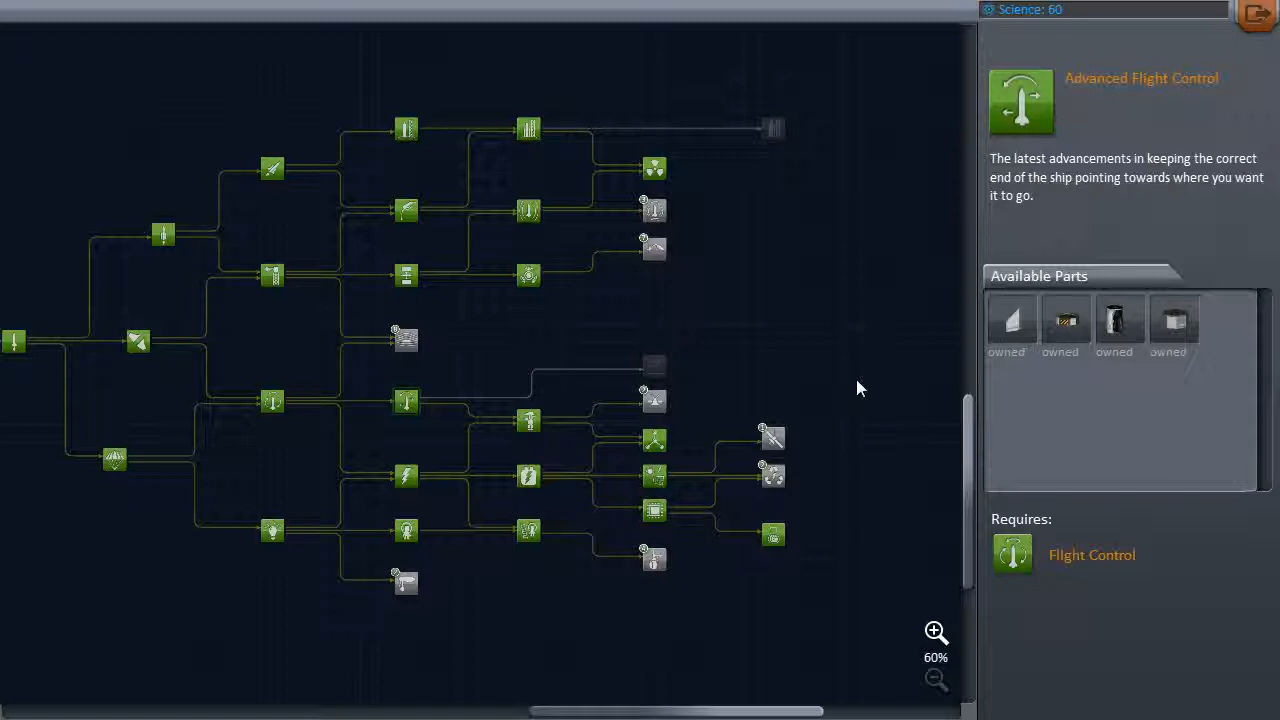 Science: 60
Advanced Flight Control
The latest advancements in keeping the correct
end of the ship pointing towards where you want
it to go.
Available Parts
owned owned owned owned
Requires:
Flight Control
60%